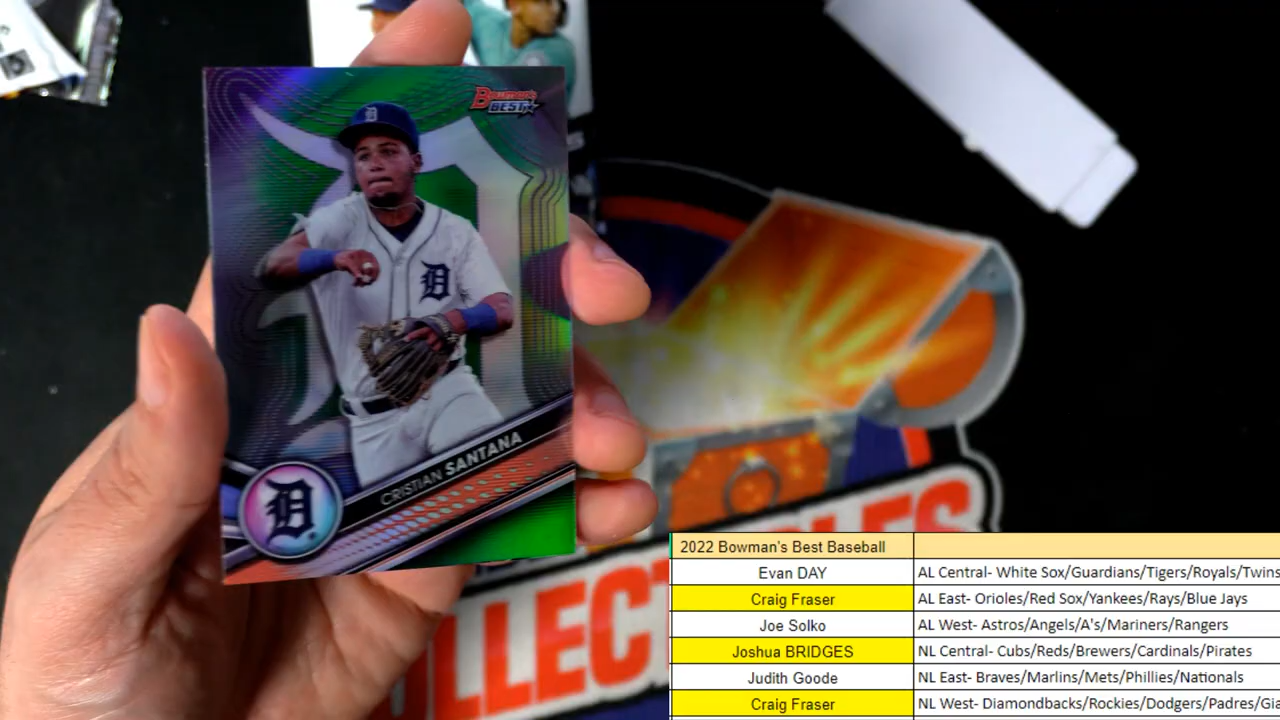 BOWMAN'S
BEST
D
CRISTIAN SANTANA
D
LLECT
LES
2022 Bowman's Best Baseball
Evan DAY AL Central- White Sox/Guardians/Tigers/Royals/Twins
Craig Fraser AL East- Orioles/Red Sox/Yankees/Rays/Blue Jays
Joe Solko AL West- Astros/Angels/A's/Mariners/Rangers
Joshua BRIDGES NL Central- Cubs/Reds/Brewers/Cardinals/Pirates
Judith Goode NL East- Braves/Marlins/Mets/Phillies/Nationals
Craig Fraser NL West- Diamondbacks/Rockies/Dodgers/Padres/Gia